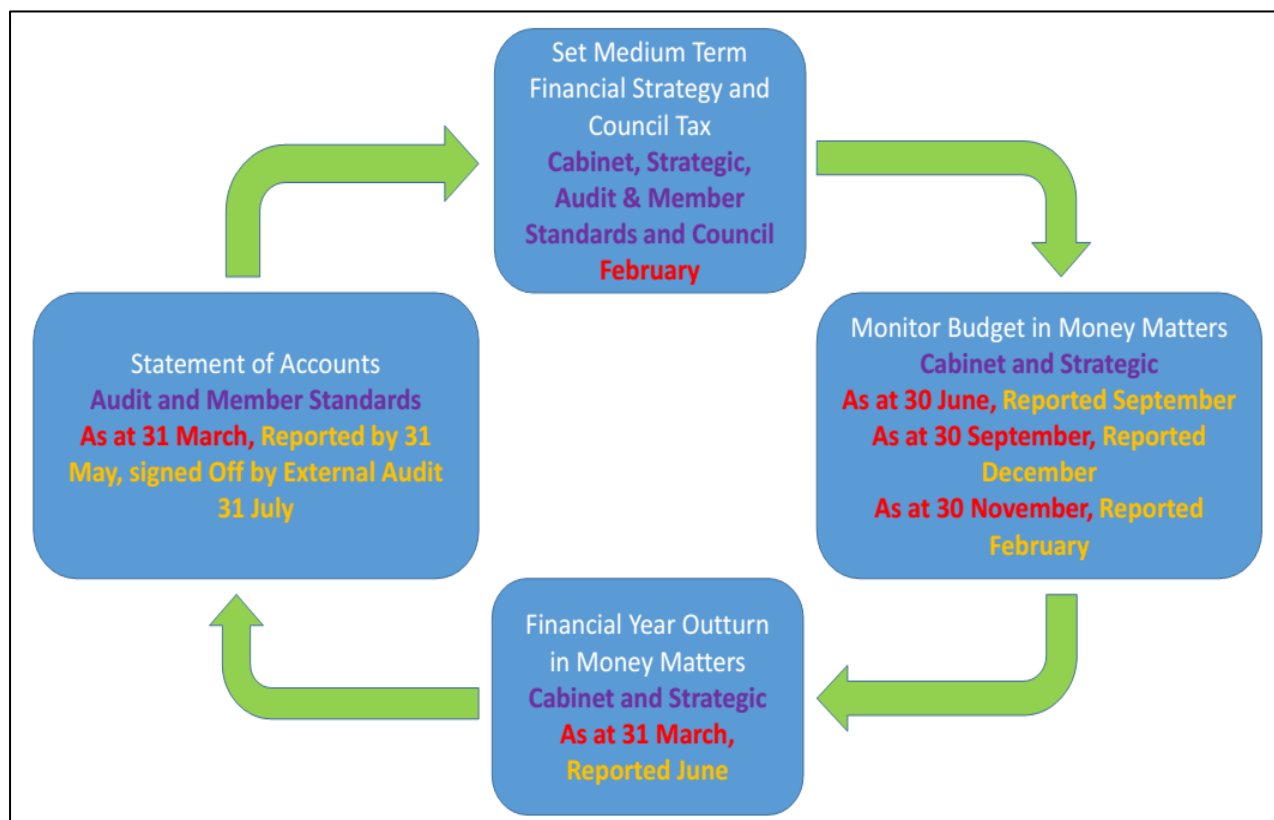 Set Medium Term
Financial Strategy and
Council Tax
Cabinet, Strategic,
Audit & Member
Standards and Council
February
Monitor Budget in Money Matters
Cabinet and Strategic
As at 30 June, Reported September
As at 30 September, Reported
December
As at 30 November, Reported
February
Financial Year Outturn
in Money Matters
Cabinet and Strategic
As at 31 March,
Reported June
Statement of Accounts
Audit and Member Standards
As at 31 March, Reported by 31
May, signed Off by External Audit
31 July